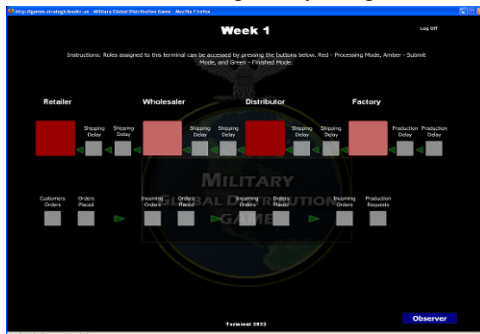 http://games.strategicleader.us - Military Global Distribution Game - Mozilla Firefox
Week 1
Log Off
Instructions: Roles assigned to this terminal can be accessed by pressing the buttons below. Red - Processing Mode, Amber - Submit
Mode, and Green - Finished Mode.
Retailer Wholesaler Distributor Factory
Shipping Delay Shipping Delay Shipping Delay Shipping Delay Shipping Delay Shipping Delay Production Delay Production Delay
MILITARY
GLOBAL DISTRIBUTION
GAME
Customers Orders Orders Placed Incoming Orders Orders Placed Incoming Orders Orders Placed Incoming Orders Production Requests
Observer
Terminal 2032